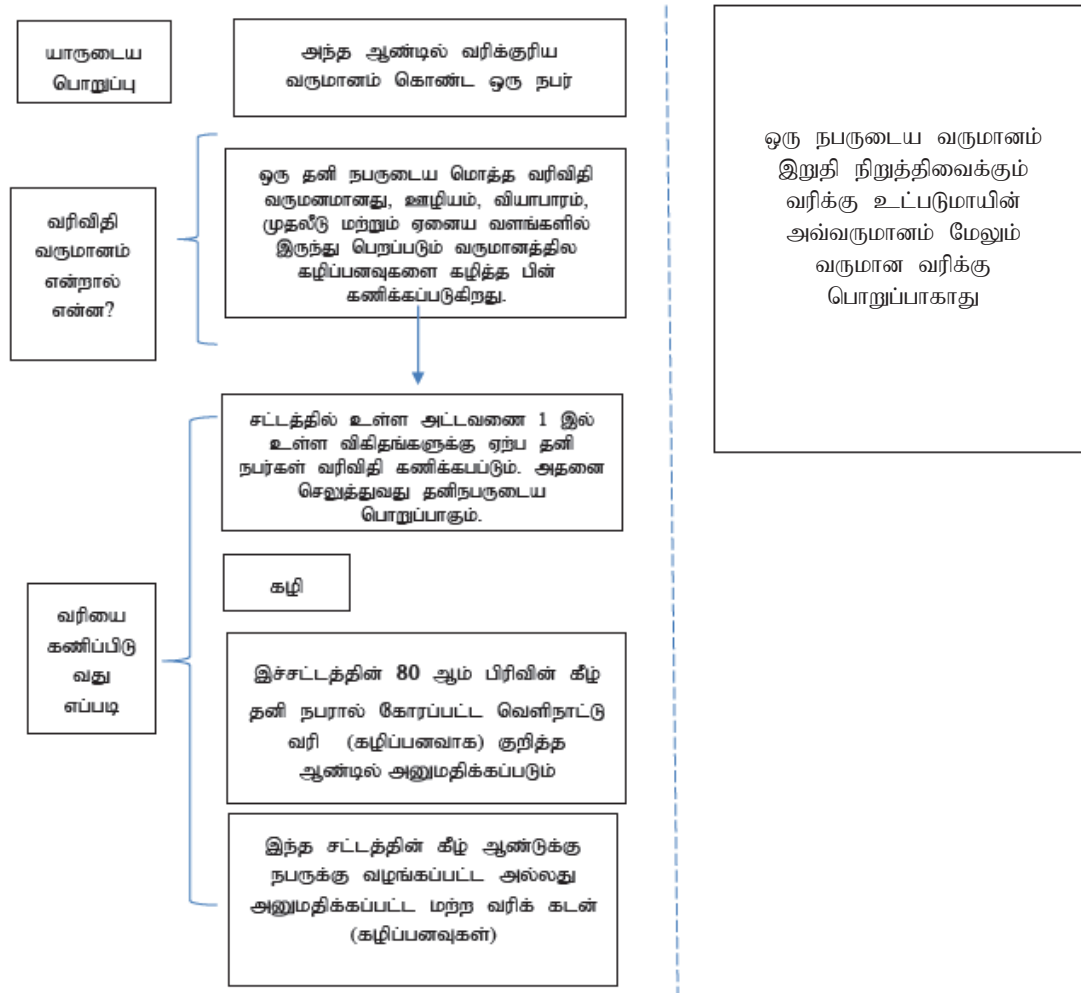 யாருடைய
பொறுப்பு
அந்த ஆண்டில் வரிக்குரிய
வருமானம் கொண்ட ஒரு நபர்
வரிவிதி
வருமானம்
என்றால்
என்ன?
ஒரு தனி நபருடைய மொத்த வரிவிதி
வருமனமானது, ஊழியம், வியாபாரம்,
முதலீடு மற்றும் ஏனைய வளங்களில்
இருந்து பெறப்படும் வருமானத்தில
கழிப்பனவுகளை கழித்த பின்
கணிக்கப்படுகிறது.
சட்டத்தில் உள்ள அட்டவணை 1 இல்
உள்ள விகிதங்களுக்கு ஏற்ப தனி
நபர்கள் வரிவிதி கணிக்கபப்டும். அதனை
செலுத்துவது தனிநபருடைய
பொறுப்பாகும்.
வரியை
கணிப்பிடு
வது
எப்படி
கழி
இச்சட்டத்தின் 80 ஆம் பிரிவின் கீழ்
தனி நபரால் கோரப்பட்ட வெளிநாட்டு
வரி (கழிப்பனவாக) குறித்த
ஆண்டில் அனுமதிக்கப்படும்
இந்த சட்டத்தின் கீழ் ஆண்டுக்கு
நபருக்கு வழங்கப்பட்ட அல்லது
அனுமதிக்கப்பட்ட மற்ற வரிக் கடன்
(கழிப்பனவுகள்)
ஒரு நபருடைய வருமானம்
இறுதி நிறுத்திவைக்கும்
வரிக்கு உட்படுமாயின்
அவ்வருமானம் மேலும்
வருமான வரிக்கு
பொறுப்பாகாது